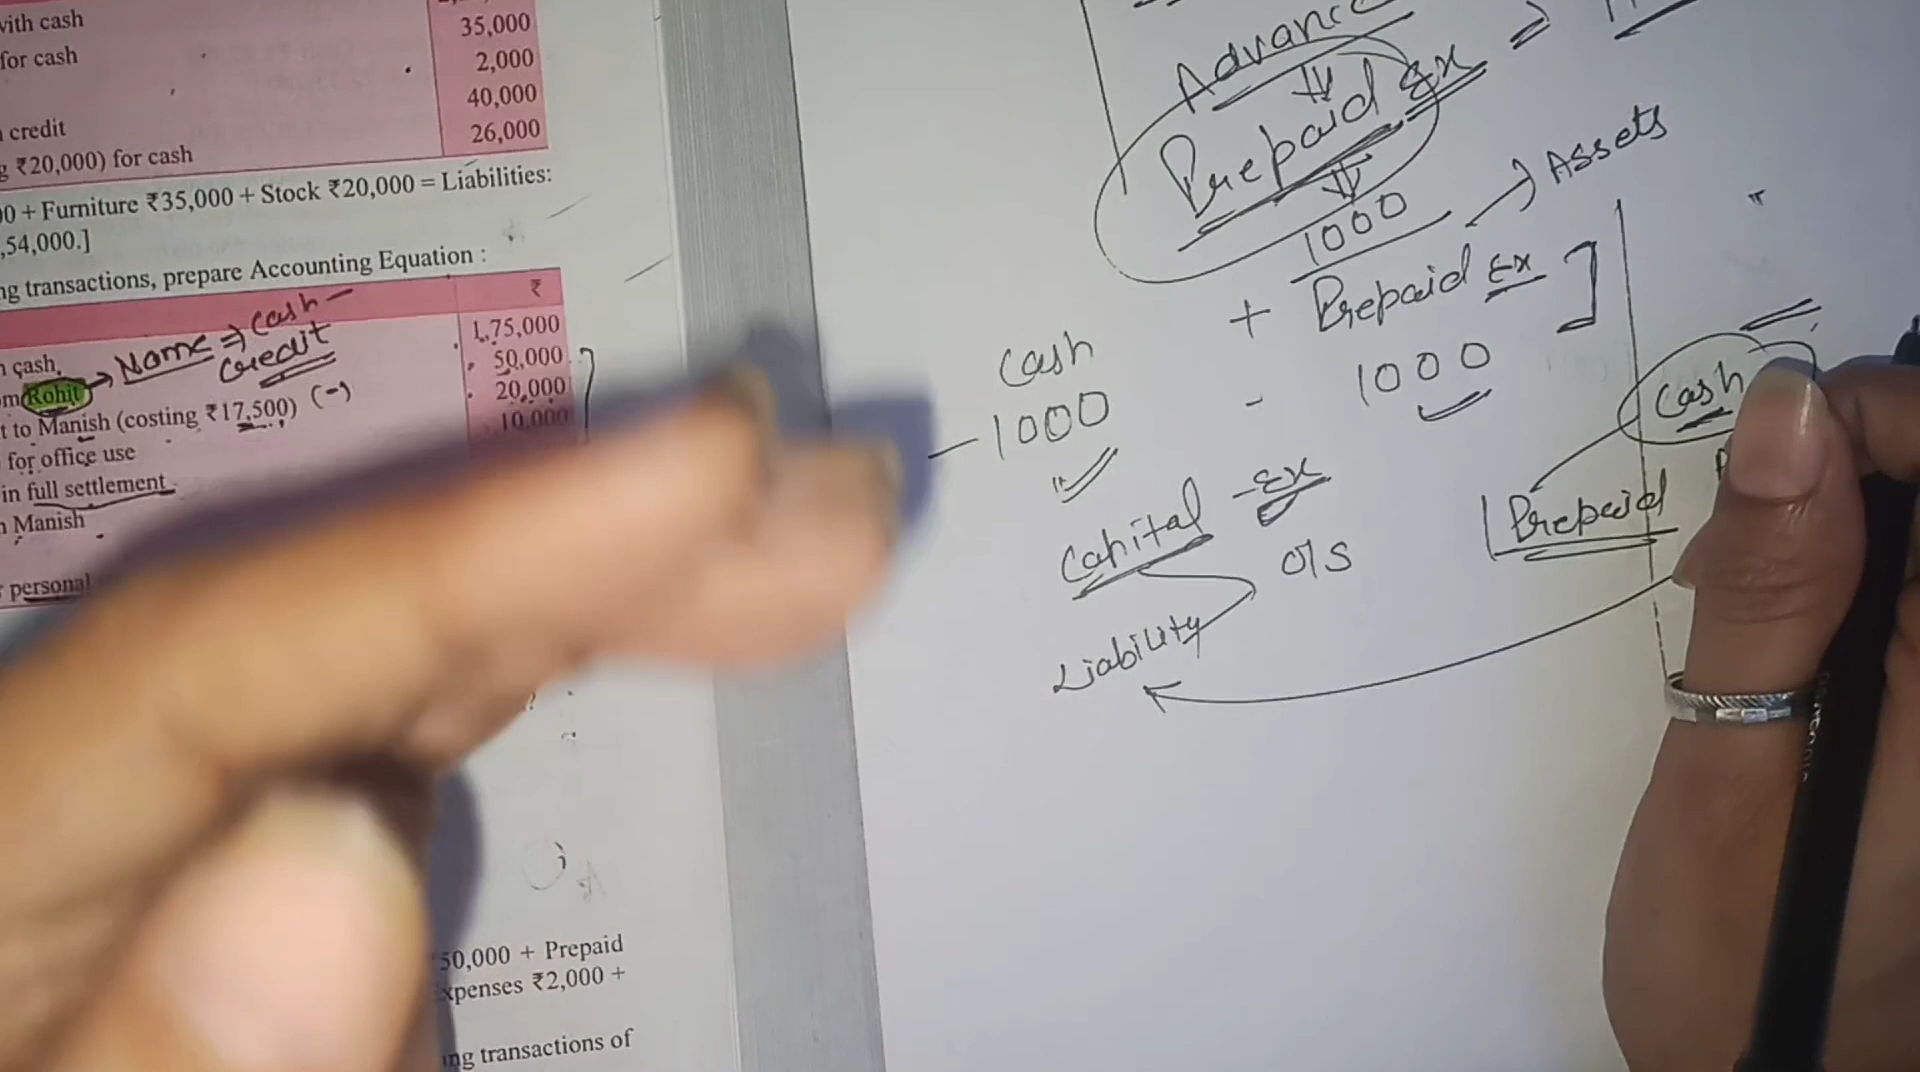 with cash
35,000
for cash
2,000
40,000
credit
26,000
₹20,000) for cash
0 + Furniture ₹35,000 + Stock ₹20,000 = Liabilities:
,54,000.]
ng transactions, prepare Accounting Equation :
₹
Name ⇒ Cash -
Credit
cash
1,75,000
m Rohit
50,000
t to Manish (costing ₹17,500) (-)
20,000
for office use
10,000
in full settlement
Manish
personal
?
50,000 + Prepaid
xpenses ₹2,000 +
ing transactions of
Advance
Prepaid Ex
1000
→ Assets
Cash + Prepaid Ex ]
-1000 - 1000
Capital - Ex
O/S
Liability
Cash
Prepaid